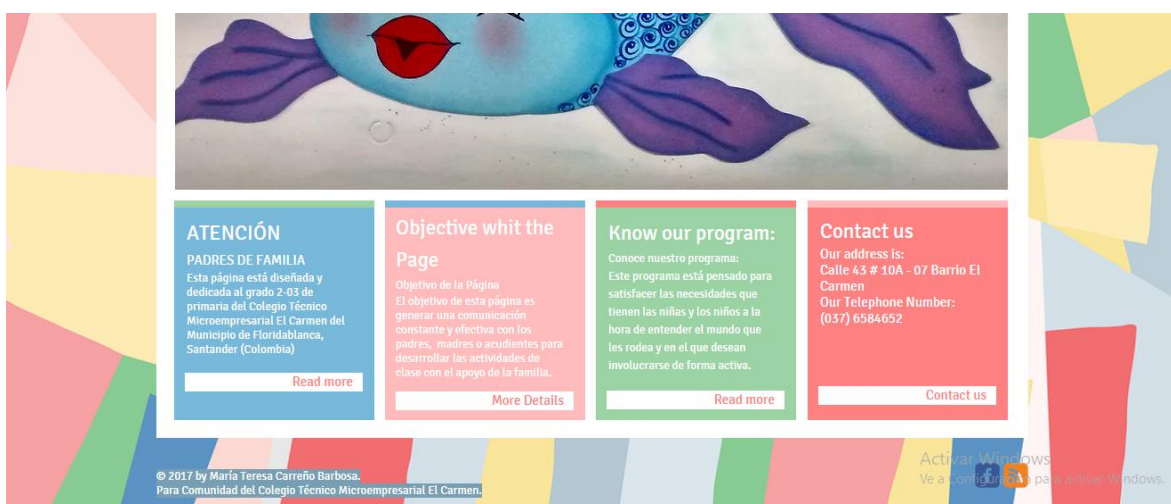 ATENCIÓN
PADRES DE FAMILIA
Esta página está diseñada y
dedicada al grado 2-03 de
primaria del Colegio Técnico
Microempresarial El Carmen del
Municipio de Floridablanca,
Santander (Colombia)
Read more
Objective whit the
Page
Objetivo de la Página
El objetivo de esta página es
generar una comunicación
constante y efectiva con los
padres, madres o acudientes para
desarrollar las actividades de
clase con el apoyo de la familia.
More Details
Know our program:
Conoce nuestro programa:
Este programa está pensado para
satisfacer las necesidades que
tienen las niñas y los niños a la
hora de entender el mundo que
les rodea y en el que desean
involucrarse de forma activa.
Read more
Contact us
Our address is:
Calle 43 # 10A - 07 Barrio El
Carmen
Our Telephone Number:
(037) 6584652
Contact us
© 2017 by María Teresa Carreño Barbosa.
Para Comunidad del Colegio Técnico Microempresarial El Carmen.
Activar Windows
Ve a Configuración para activar Windows.